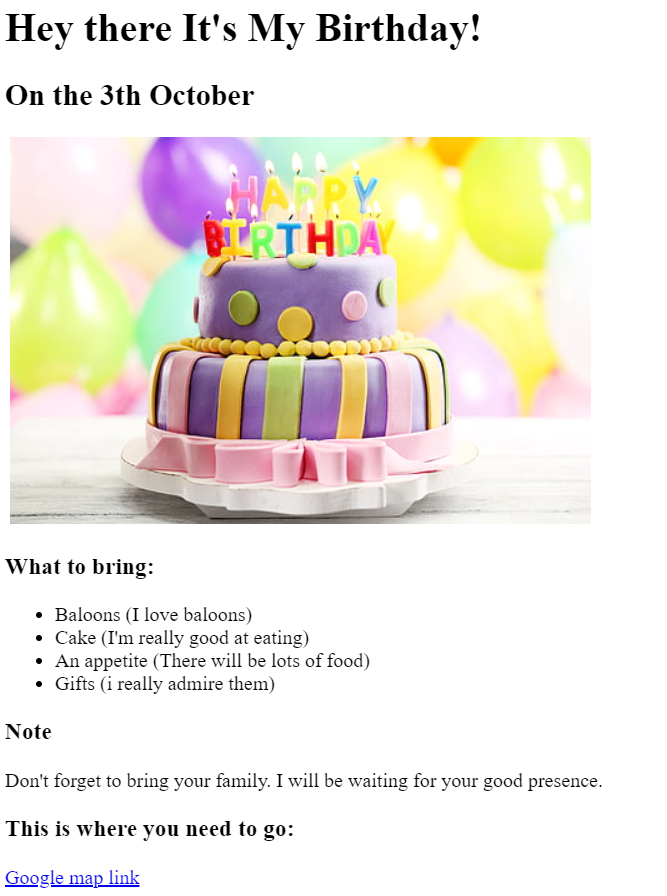 Hey there It's My Birthday!
On the 3th October
HAPPY
BIRTHDAY
What to bring:
Baloons (I love baloons)
Cake (I'm really good at eating)
An appetite (There will be lots of food)
Gifts (i really admire them)
Note
Don't forget to bring your family. I will be waiting for your good presence.
This is where you need to go:
Google map link